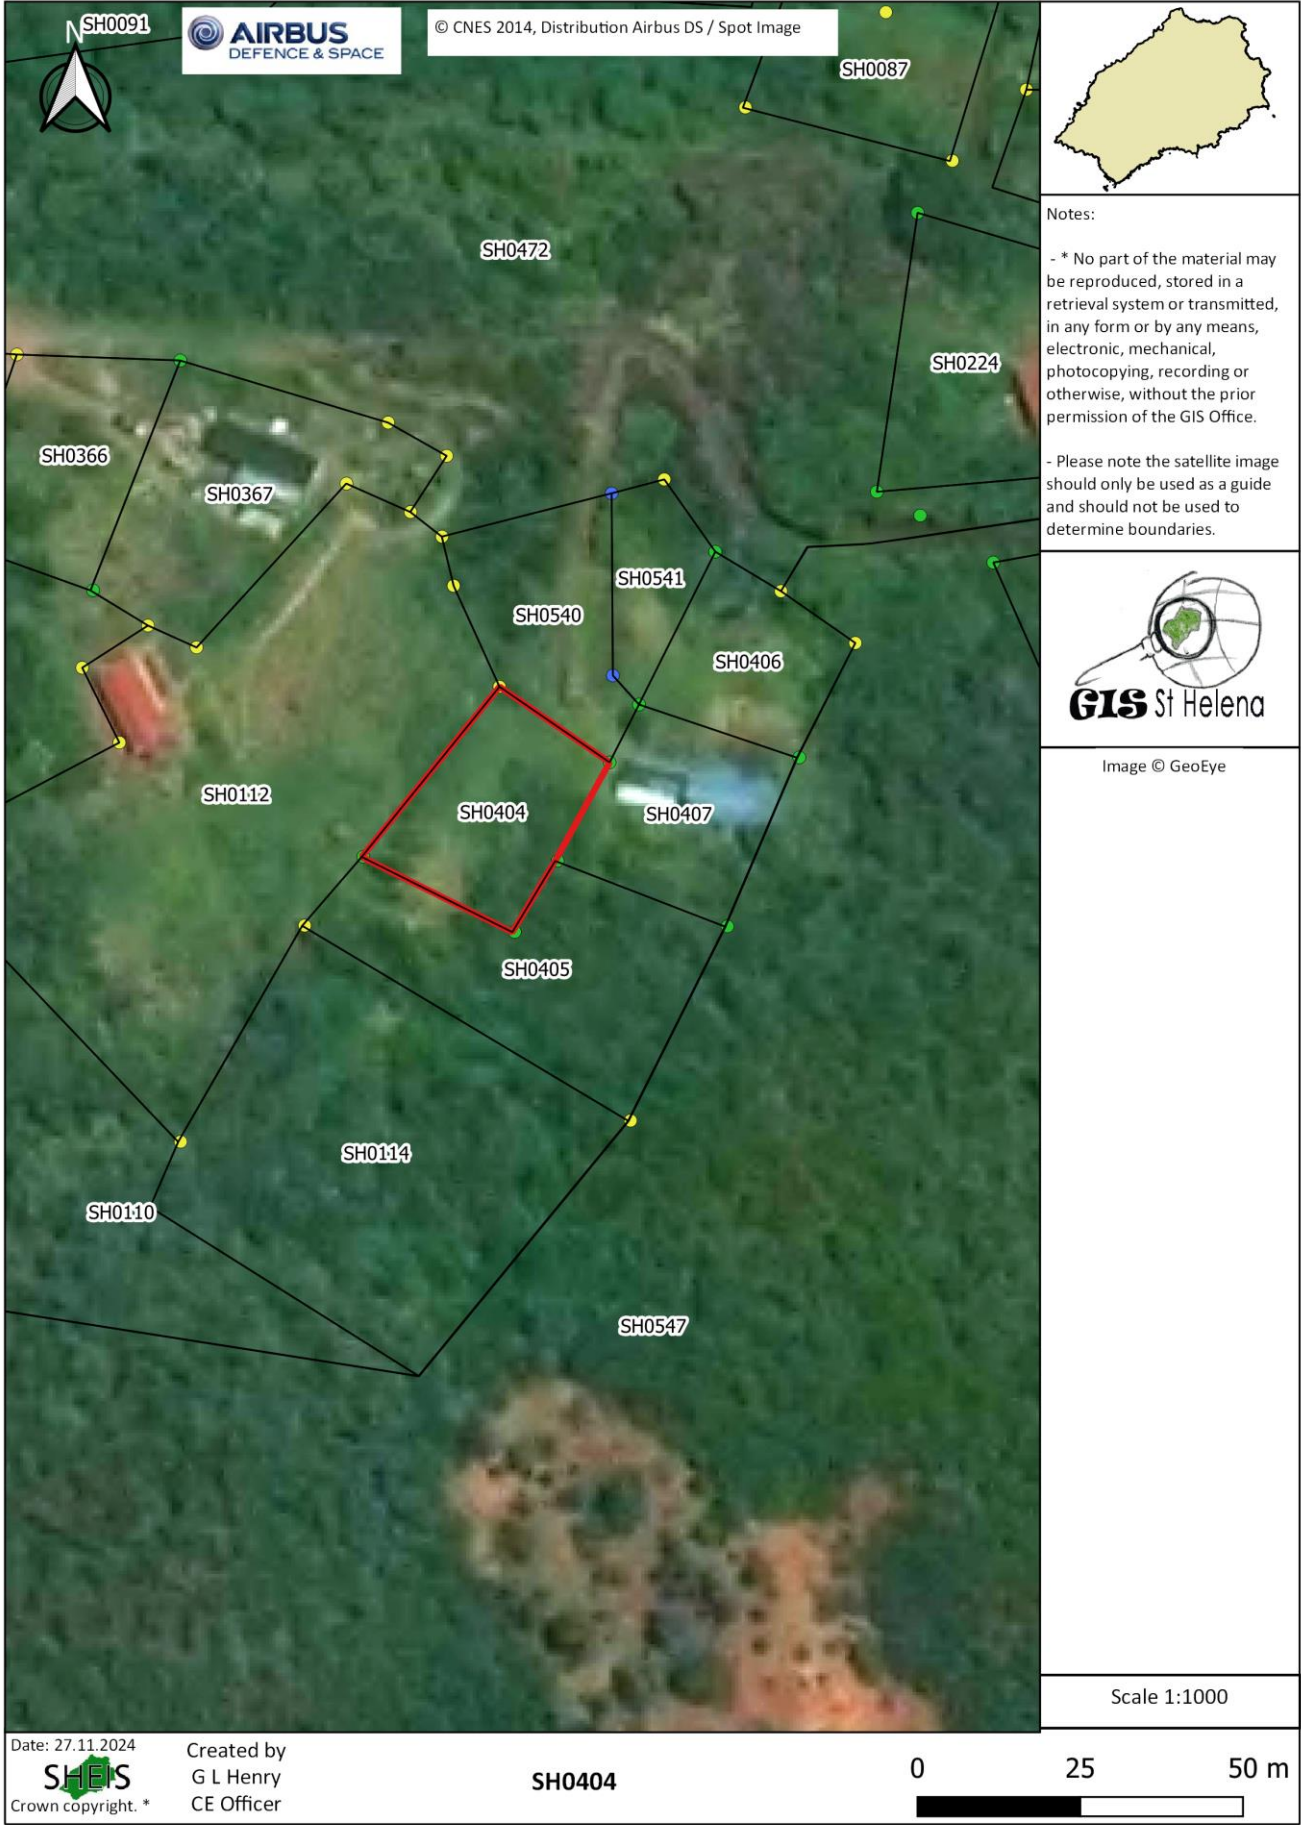 SH0091
N
AIRBUS
DEFENCE & SPACE
© CNES 2014, Distribution Airbus DS / Spot Image
SH0087
SH0472
SH0224
SH0366
SH0367
SH0541
SH0540
SH0406
SH0112
SH0404
SH0407
SH0405
SH0114
SH0110
SH0547
Notes:
- * No part of the material may
be reproduced, stored in a
retrieval system or transmitted,
in any form or by any means,
electronic, mechanical,
photocopying, recording or
otherwise, without the prior
permission of the GIS Office.
- Please note the satellite image
should only be used as a guide
and should not be used to
determine boundaries.
GIS St Helena
Image © GeoEye
Scale 1:1000
Date: 27.11.2024
SHEIS
Crown copyright. *
Created by
G L Henry
CE Officer
SH0404
0 25 50 m